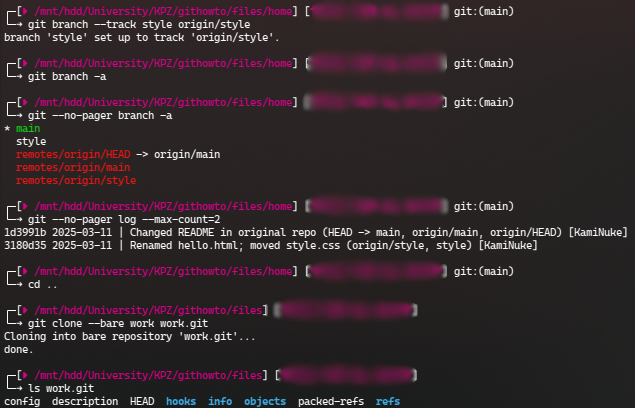 ┌─[▶ /mnt/hdd/University/KPZ/githowto/files/home] [ ] git:(main)
└─→ git branch --track style origin/style
branch 'style' set up to track 'origin/style'.
┌─[▶ /mnt/hdd/University/KPZ/githowto/files/home] [ ] git:(main)
└─→ git branch -a
┌─[▶ /mnt/hdd/University/KPZ/githowto/files/home] [ ] git:(main)
└─→ git --no-pager branch -a
* main
style
remotes/origin/HEAD -> origin/main
remotes/origin/main
remotes/origin/style
┌─[▶ /mnt/hdd/University/KPZ/githowto/files/home] [ ] git:(main)
└─→ git --no-pager log --max-count=2
1d3991b 2025-03-11 | Changed README in original repo (HEAD -> main, origin/main, origin/HEAD) [KamiNuke]
3180d35 2025-03-11 | Renamed hello.html; moved style.css (origin/style, style) [KamiNuke]
┌─[▶ /mnt/hdd/University/KPZ/githowto/files/home] [ ] git:(main)
└─→ cd ..
┌─[▶ /mnt/hdd/University/KPZ/githowto/files] [ ]
└─→ git clone --bare work work.git
Cloning into bare repository 'work.git'...
done.
┌─[▶ /mnt/hdd/University/KPZ/githowto/files] [ ]
└─→ ls work.git
config description HEAD hooks info objects packed-refs refs